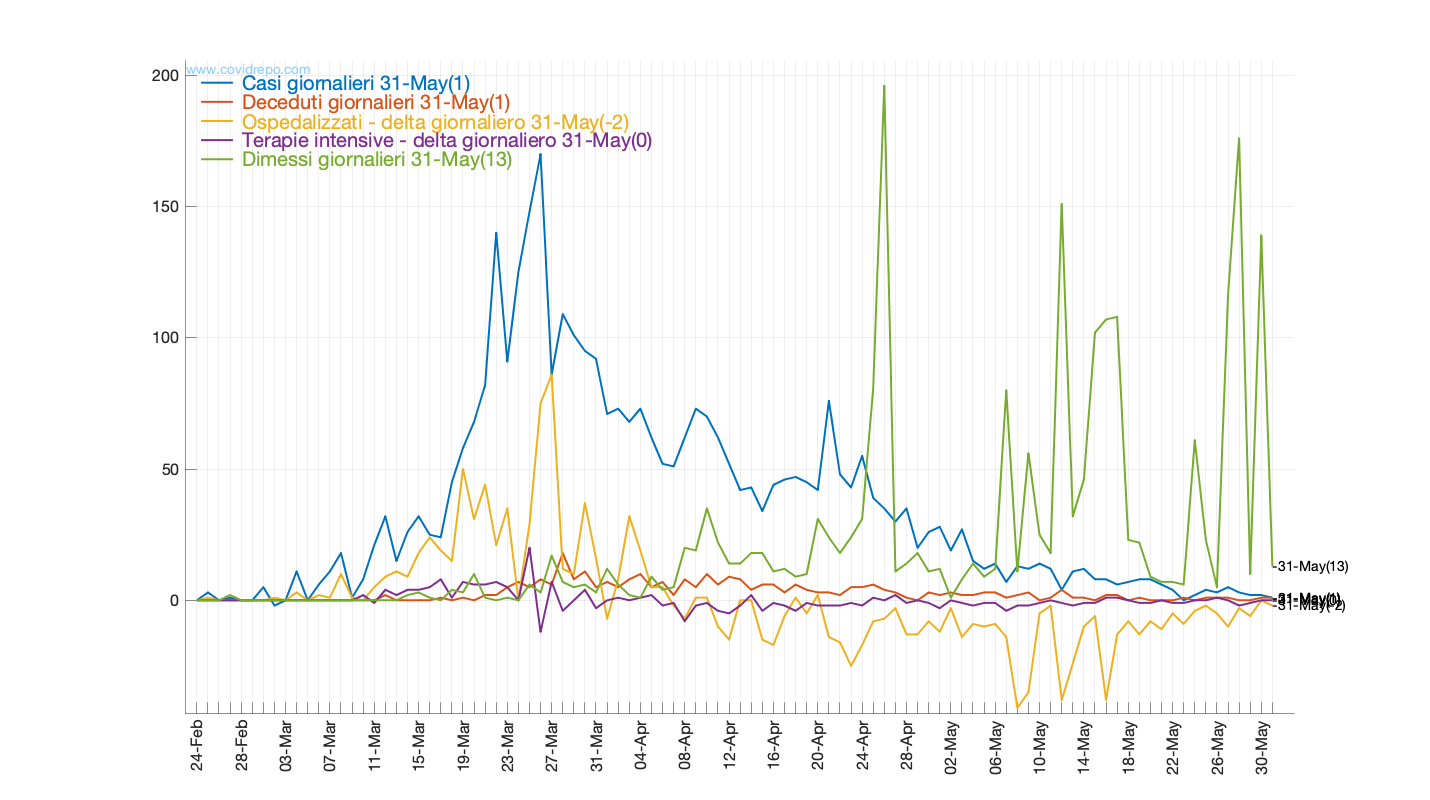 www.covidrepo.com
Casi giornalieri 31-May(1)
Deceduti giornalieri 31-May(1)
Ospedalizzati - delta giornaliero 31-May(-2)
Terapie intensive - delta giornaliero 31-May(0)
Dimessi giornalieri 31-May(13)
200
150
100
50
0
-31-May(13)
-31-May(1)
-31-May(-2)
24-Feb
28-Feb
03-Mar
07-Mar
11-Mar
15-Mar
19-Mar
23-Mar
27-Mar
31-Mar
04-Apr
08-Apr
12-Apr
16-Apr
20-Apr
24-Apr
28-Apr
02-May
06-May
10-May
14-May
18-May
22-May
26-May
30-May